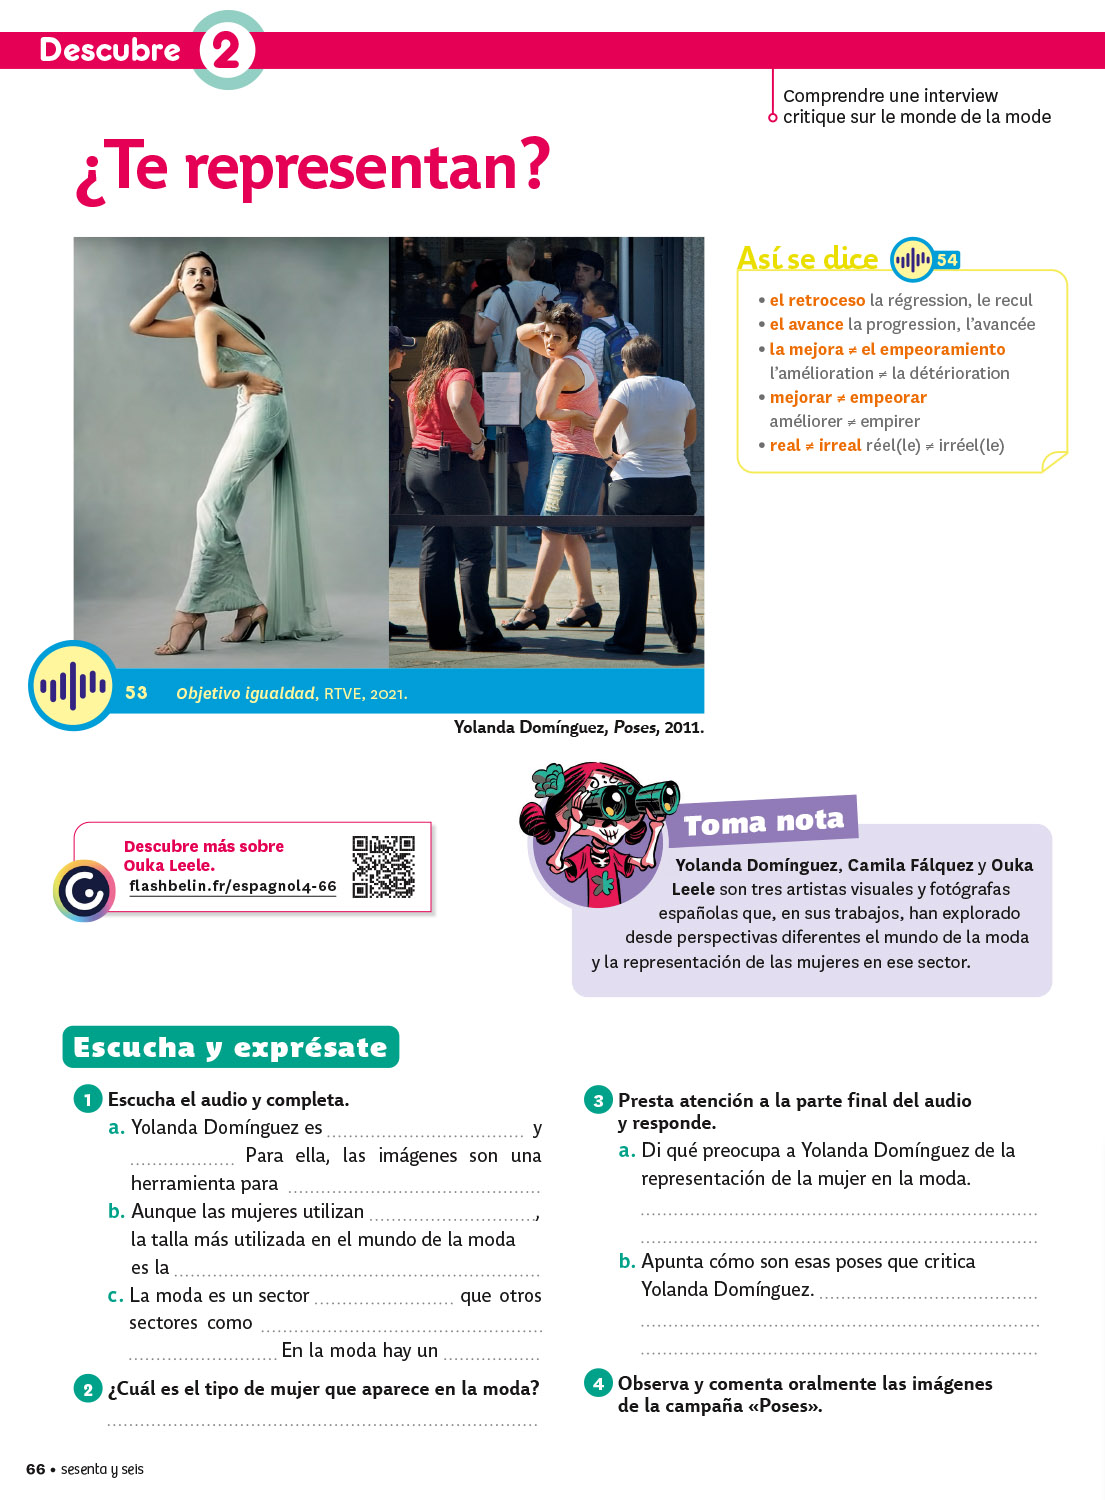 Descubre 2
Comprendre une interview
critique sur le monde de la mode
¿Te representan?
Así se dice 54
• el retroceso la régression, le recul
• el avance la progression, l'avancée
• la mejora ≠ el empeoramiento
l'amélioration ≠ la détérioration
• mejorar ≠ empeorar
améliorer ≠ empirer
• real ≠ irreal réel(le) ≠ irréel(le)
53 Objetivo igualdad, RTVE, 2021.
Yolanda Domínguez, Poses, 2011.
Descubre más sobre
Ouka Leele.
flashbelin.fr/espagnol4-66
Toma nota
Yolanda Domínguez, Camila Fálquez y Ouka
Leele son tres artistas visuales y fotógrafas
españolas que, en sus trabajos, han explorado
desde perspectivas diferentes el mundo de la moda
y la representación de las mujeres en ese sector.
Escucha y exprésate
1 Escucha el audio y completa.
a. Yolanda Domínguez es ........ y
........ Para ella, las imágenes son una
herramienta para ........
b. Aunque las mujeres utilizan ........,
la talla más utilizada en el mundo de la moda
es la ........
c. La moda es un sector ........ que otros
sectores como ........
........ En la moda hay un ........
2 ¿Cuál es el tipo de mujer que aparece en la moda?
........
3 Presta atención a la parte final del audio
y responde.
a. Di qué preocupa a Yolanda Domínguez de la
representación de la mujer en la moda.
........
........
b. Apunta cómo son esas poses que critica
Yolanda Domínguez. ........
........
........
4 Observa y comenta oralmente las imágenes
de la campaña «Poses».
66 • sesenta y seis